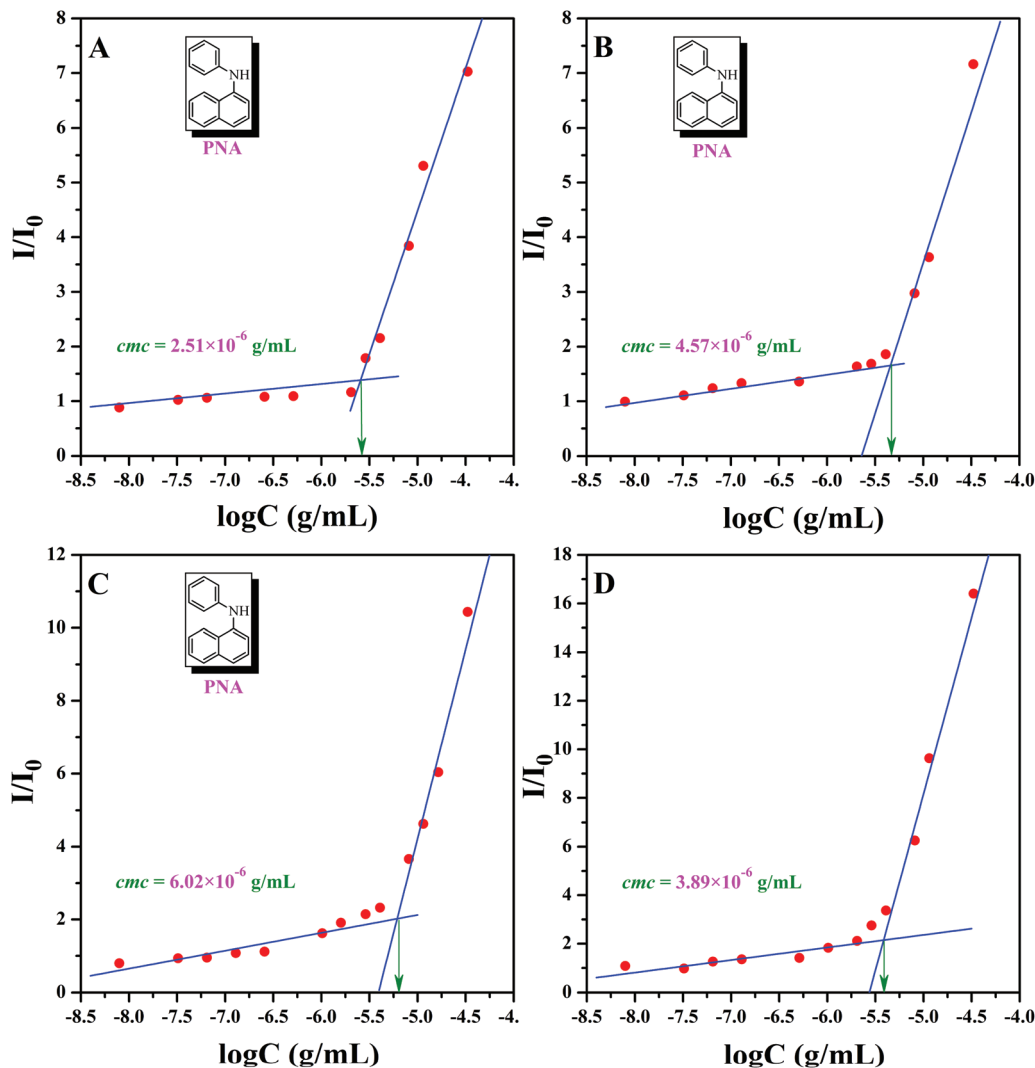 A
NH
PNA
I/I₀
8
7
6
5
4
3
2
1
0
cmc = 2.51×10⁻⁶ g/mL
-8.5 -8.0 -7.5 -7.0 -6.5 -6.0 -5.5 -5.0 -4. -4.
logC (g/mL)
B
NH
PNA
I/I₀
8
7
6
5
4
3
2
1
0
cmc = 4.57×10⁻⁶ g/mL
-8.5 -8.0 -7.5 -7.0 -6.5 -6.0 -5.5 -5.0 -4.5 -4.0
logC (g/mL)
C
NH
PNA
I/I₀
12
10
8
6
4
2
0
cmc = 6.02×10⁻⁶ g/mL
-8.5 -8.0 -7.5 -7.0 -6.5 -6.0 -5.5 -5.0 -4.5 -4.
logC (g/mL)
D
I/I₀
18
16
14
12
10
8
6
4
2
0
cmc = 3.89×10⁻⁶ g/mL
-8.5 -8.0 -7.5 -7.0 -6.5 -6.0 -5.5 -5.0 -4.5 -4.0
logC (g/mL)